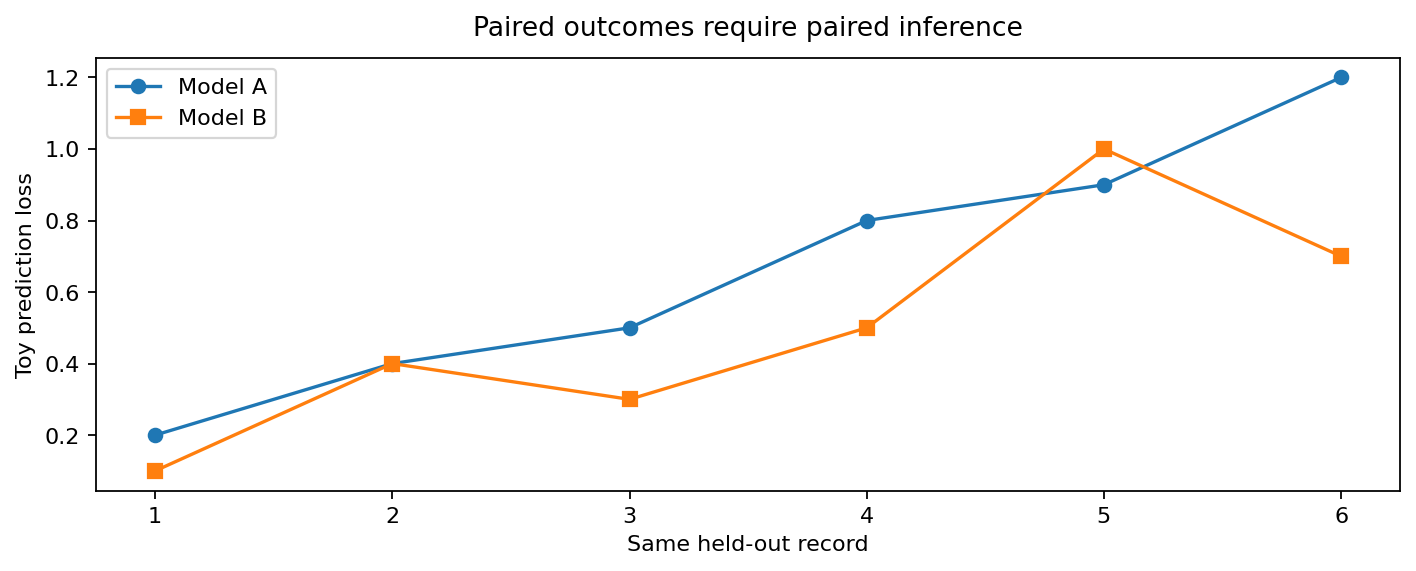 Paired outcomes require paired inference
Model A
Model B
Toy prediction loss
1.2
1.0
0.8
0.6
0.4
0.2
1 2 3 4 5 6
Same held-out record